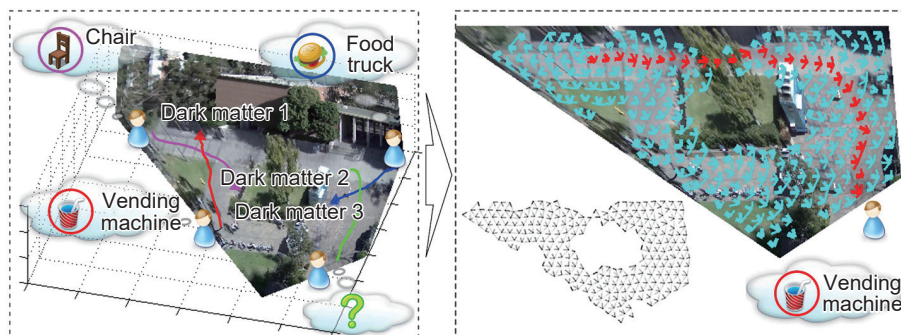 Chair
Food
truck
Dark matter 1
Dark matter 2
Vending
machine
Dark matter 3
?
Vending
machine